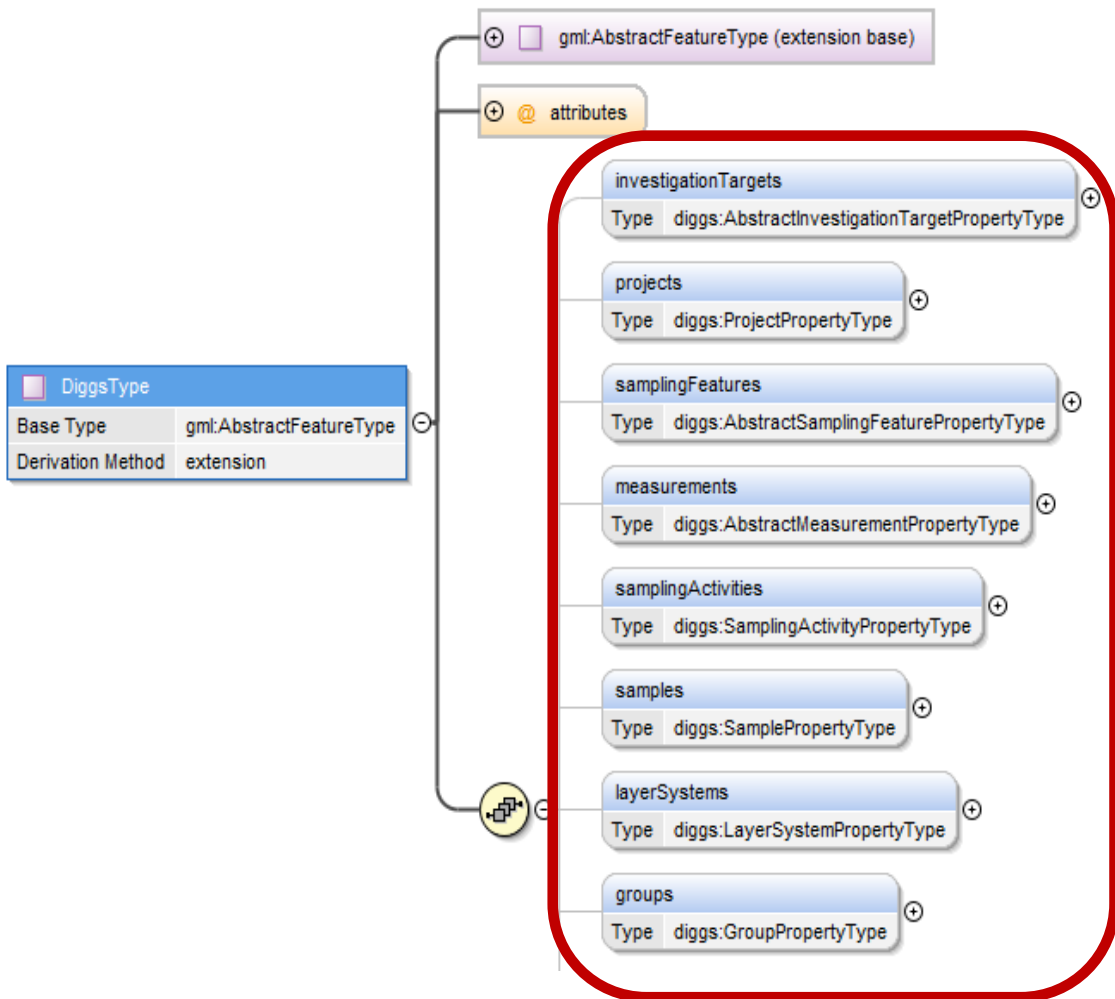 gml:AbstractFeatureType (extension base)
@ attributes
investigationTargets
Type diggs:AbstractInvestigationTargetPropertyType
projects
Type diggs:ProjectPropertyType
samplingFeatures
Type diggs:AbstractSamplingFeaturePropertyType
DiggsType
Base Type gml:AbstractFeatureType
Derivation Method extension
measurements
Type diggs:AbstractMeasurementPropertyType
samplingActivities
Type diggs:SamplingActivityPropertyType
samples
Type diggs:SamplePropertyType
layerSystems
Type diggs:LayerSystemPropertyType
groups
Type diggs:GroupPropertyType